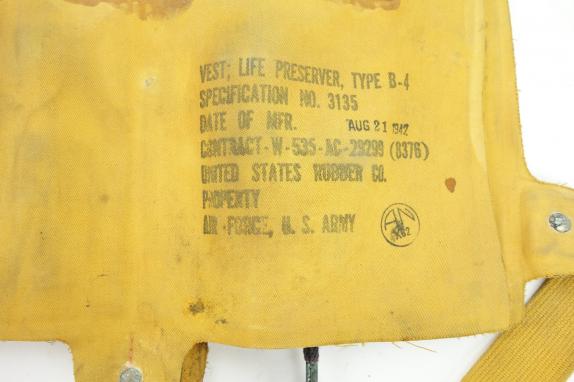 VEST; LIFE PRESERVER, TYPE B-4
SPECIFICATION NO. 3135
DATE OF MFR. AUG 21 1942
CONTRACT-W-535-AC-29299 (8376)
UNITED STATES RUBBER CO.
PROPERTY
AIR FORCE, U. S. ARMY